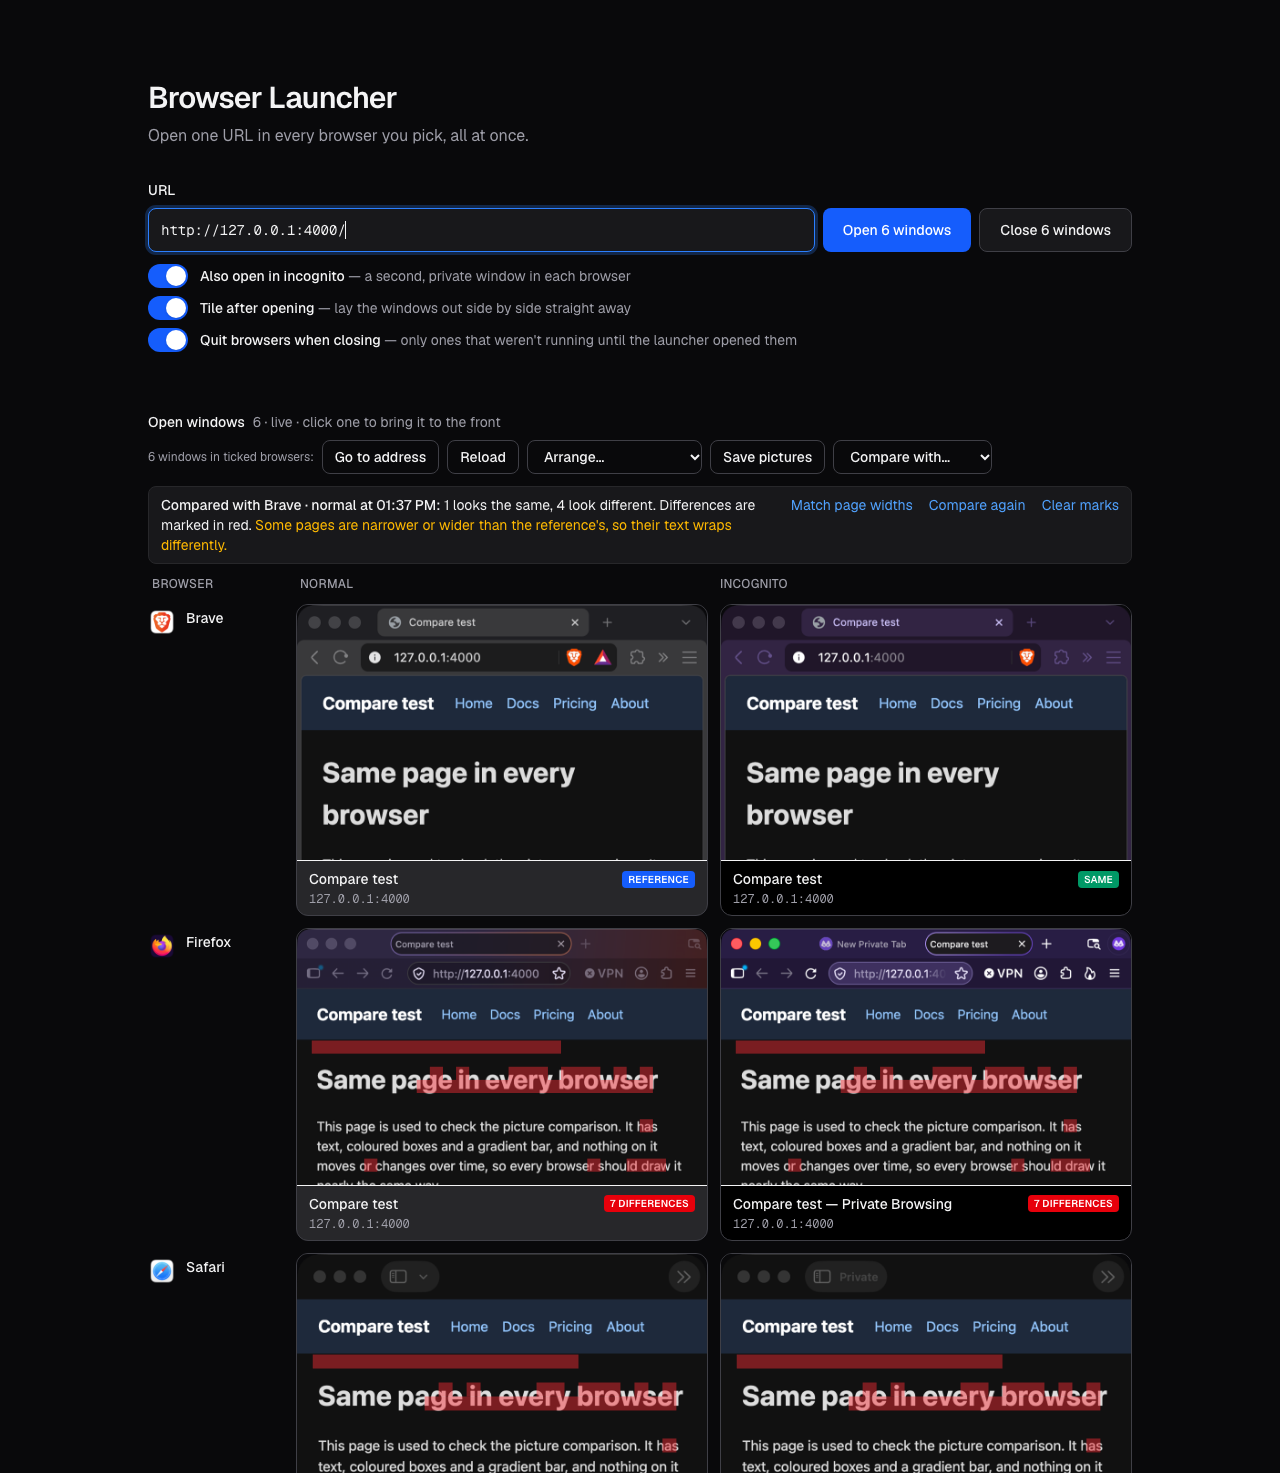 Browser Launcher
Open one URL in every browser you pick, all at once.
URL
http://127.0.0.1:4000/
Open 6 windows
Close 6 windows
Also open in incognito — a second, private window in each browser
Tile after opening — lay the windows out side by side straight away
Quit browsers when closing — only ones that weren't running until the launcher opened them
Open windows 6 · live · click one to bring it to the front
6 windows in ticked browsers:
Go to address
Reload
Arrange...
Save pictures
Compare with...
Compared with Brave · normal at 01:37 PM: 1 looks the same, 4 look different. Differences are
marked in red. Some pages are narrower or wider than the reference's, so their text wraps
differently.
Match page widths
Compare again
Clear marks
BROWSER
NORMAL
INCOGNITO
Brave
Compare test
127.0.0.1:4000
Compare test Home Docs Pricing About
Same page in every
browser
Compare test
REFERENCE
127.0.0.1:4000
Compare test
127.0.0.1:4000
Compare test Home Docs Pricing About
Same page in every
browser
Compare test
SAME
127.0.0.1:4000
Firefox
Compare test
http://127.0.0.1:4000
VPN
Compare test Home Docs Pricing About
Same page in every browser
This page is used to check the picture comparison. It has
text, coloured boxes and a gradient bar, and nothing on it
moves or changes over time, so every browser should draw it
nearly the same way.
Compare test
7 DIFFERENCES
127.0.0.1:4000
New Private Tab
Compare test
http://127.0.0.1:40
VPN
Compare test Home Docs Pricing About
Same page in every browser
This page is used to check the picture comparison. It has
text, coloured boxes and a gradient bar, and nothing on it
moves or changes over time, so every browser should draw it
nearly the same way.
Compare test — Private Browsing
7 DIFFERENCES
127.0.0.1:4000
Safari
Compare test Home Docs Pricing About
Same page in every browser
This page is used to check the picture comparison. It has
text, coloured boxes and a gradient bar, and nothing on it
Private
Compare test Home Docs Pricing About
Same page in every browser
This page is used to check the picture comparison. It has
text, coloured boxes and a gradient bar, and nothing on it